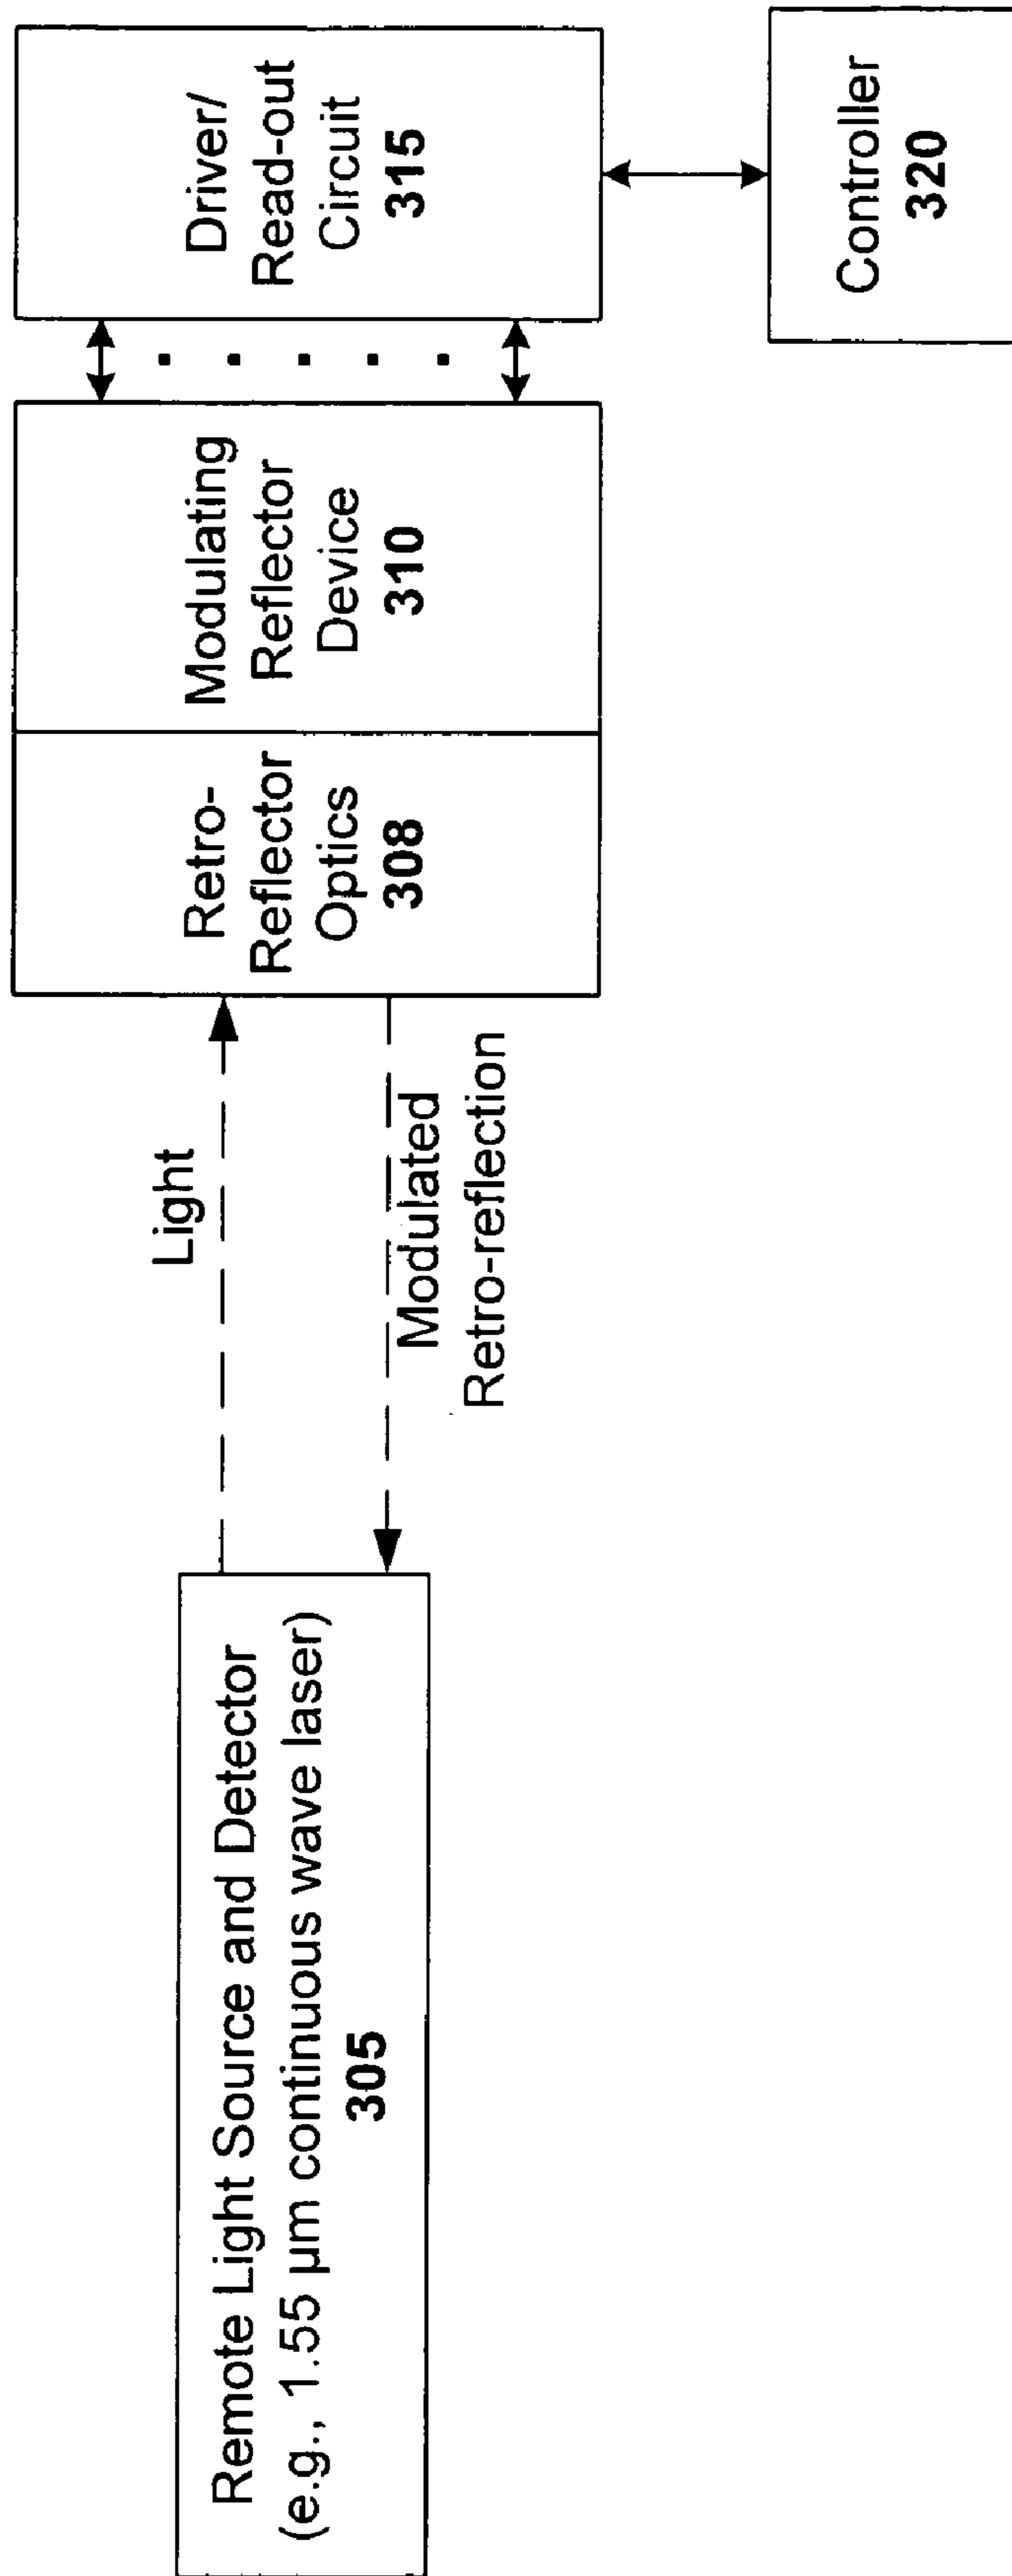 Remote Light Source and Detector
(e.g., 1.55 µm continuous wave laser)
305
Light
Modulated
Retro-reflection
Retro-
Reflector
Optics
308
Modulating
Reflector
Device
310
Driver/
Read-out
Circuit
315
Controller
320